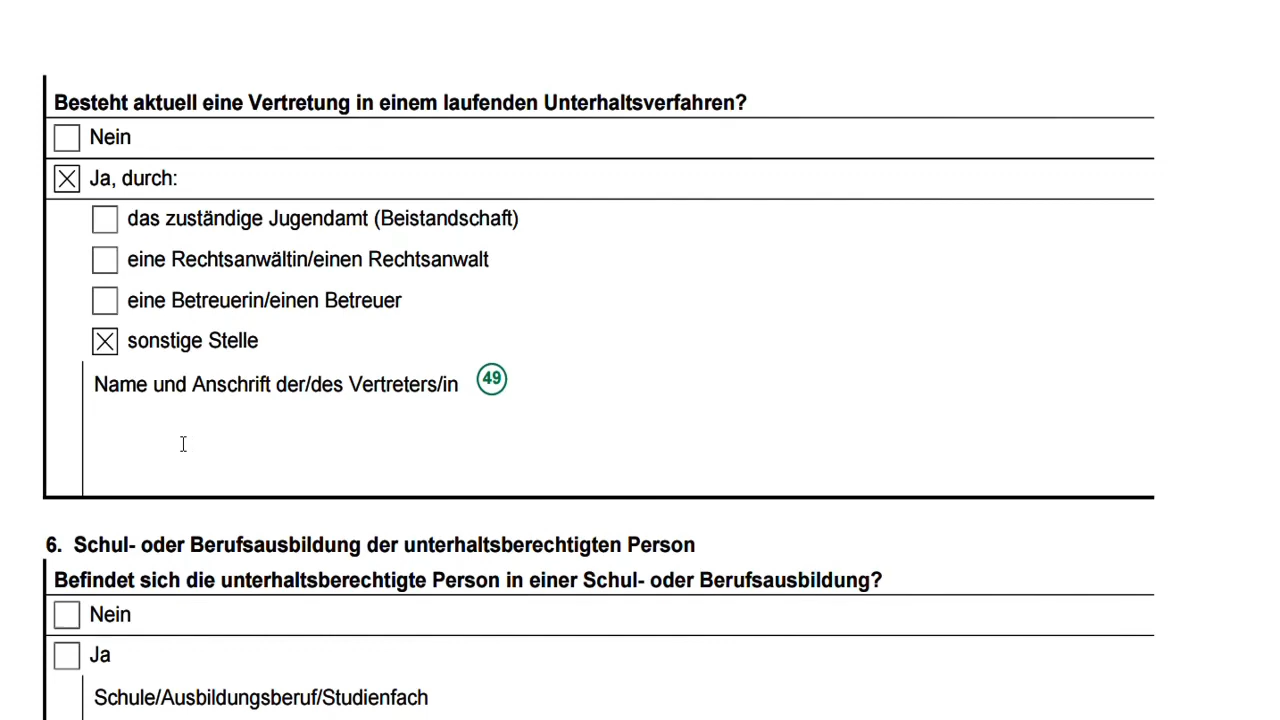 Besteht aktuell eine Vertretung in einem laufenden Unterhaltsverfahren?
Nein
Ja, durch:
das zuständige Jugendamt (Beistandschaft)
eine Rechtsanwältin/einen Rechtsanwalt
eine Betreuerin/einen Betreuer
sonstige Stelle
Name und Anschrift der/des Vertreters/in 49
6. Schul- oder Berufsausbildung der unterhaltsberechtigten Person
Befindet sich die unterhaltsberechtigte Person in einer Schul- oder Berufsausbildung?
Nein
Ja
Schule/Ausbildungsberuf/Studienfach